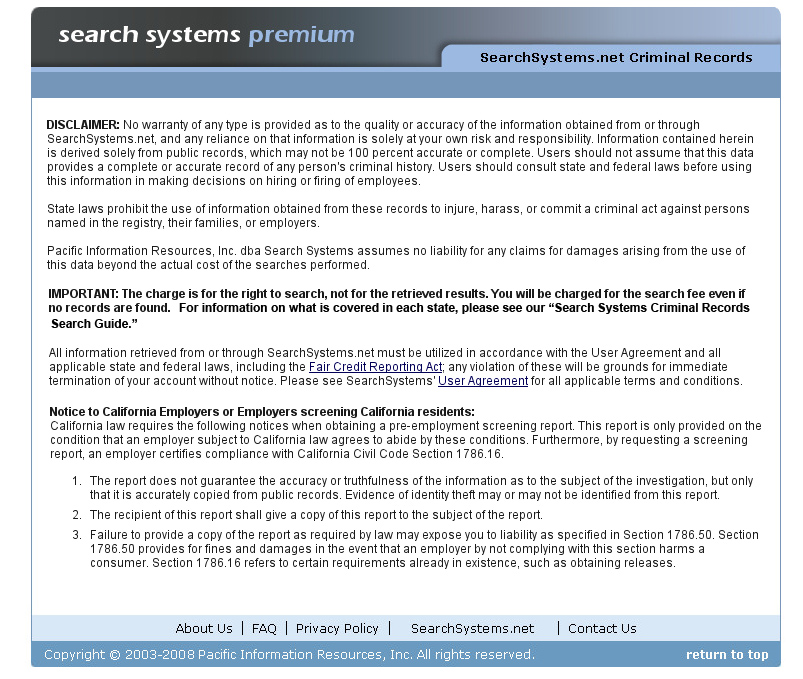 search systems premium
SearchSystems.net Criminal Records
DISCLAIMER: No warranty of any type is provided as to the quality or accuracy of the information obtained from or through
SearchSystems.net, and any reliance on that information is solely at your own risk and responsibility. Information contained herein
is derived solely from public records, which may not be 100 percent accurate or complete. Users should not assume that this data
provides a complete or accurate record of any person's criminal history. Users should consult state and federal laws before using
this information in making decisions on hiring or firing of employees.
State laws prohibit the use of information obtained from these records to injure, harass, or commit a criminal act against persons
named in the registry, their families, or employers.
Pacific Information Resources, Inc. dba Search Systems assumes no liability for any claims for damages arising from the use of
this data beyond the actual cost of the searches performed.
IMPORTANT: The charge is for the right to search, not for the retrieved results. You will be charged for the search fee even if
no records are found. For information on what is covered in each state, please see our “Search Systems Criminal Records
Search Guide.”
All information retrieved from or through SearchSystems.net must be utilized in accordance with the User Agreement and all
applicable state and federal laws, including the Fair Credit Reporting Act; any violation of these will be grounds for immediate
termination of your account without notice. Please see SearchSystems' User Agreement for all applicable terms and conditions.
Notice to California Employers or Employers screening California residents:
California law requires the following notices when obtaining a pre-employment screening report. This report is only provided on the
condition that an employer subject to California law agrees to abide by these conditions. Furthermore, by requesting a screening
report, an employer certifies compliance with California Civil Code Section 1786.16.
1. The report does not guarantee the accuracy or truthfulness of the information as to the subject of the investigation, but only
that it is accurately copied from public records. Evidence of identity theft may or may not be identified from this report.
2. The recipient of this report shall give a copy of this report to the subject of the report.
3. Failure to provide a copy of the report as required by law may expose you to liability as specified in Section 1786.50. Section
1786.50 provides for fines and damages in the event that an employer by not complying with this section harms a
consumer. Section 1786.16 refers to certain requirements already in existence, such as obtaining releases.
About Us | FAQ | Privacy Policy | SearchSystems.net | Contact Us
Copyright © 2003-2008 Pacific Information Resources, Inc. All rights reserved. return to top